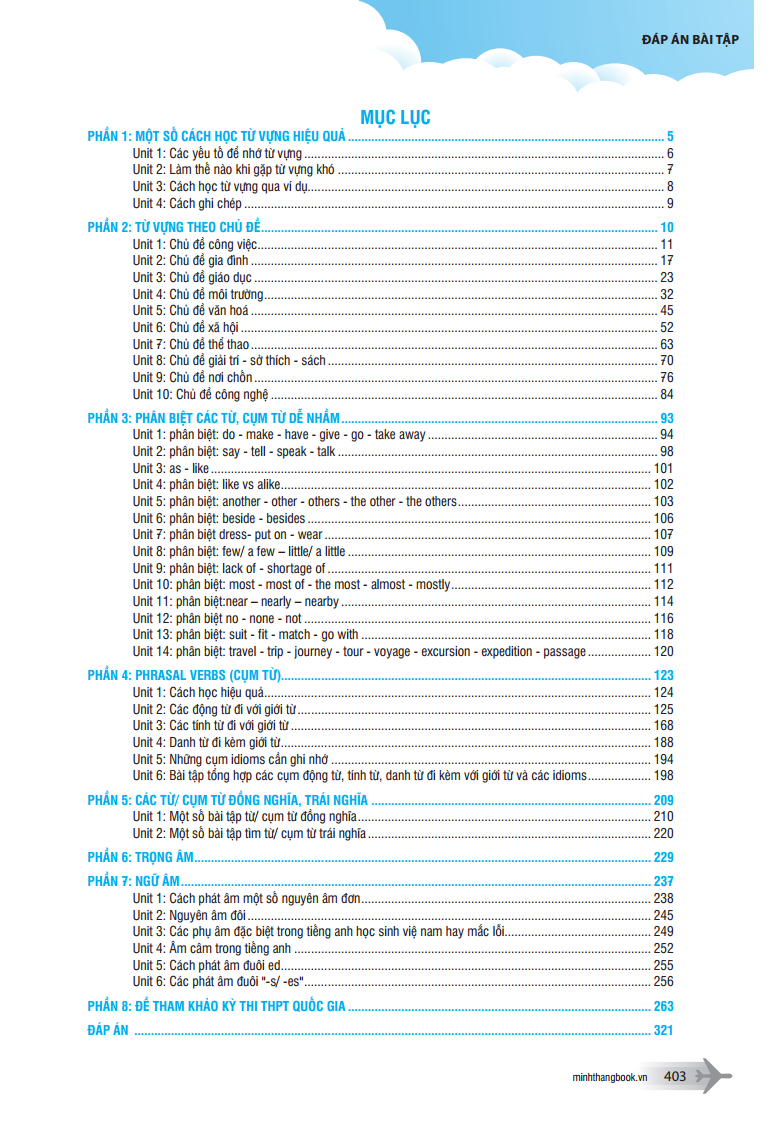 ĐÁP ÁN BÀI TẬP
MỤC LỤC
PHẦN 1: MỘT SỐ CÁCH HỌC TỪ VỰNG HIỆU QUẢ ........ 5
Unit 1: Các yếu tố để nhớ từ vựng ........ 6
Unit 2: Làm thế nào khi gặp từ vựng khó ........ 7
Unit 3: Cách học từ vựng qua ví dụ........ 8
Unit 4: Cách ghi chép ........ 9
PHẦN 2: TỪ VỰNG THEO CHỦ ĐỀ........ 10
Unit 1: Chủ đề công việc........ 11
Unit 2: Chủ đề gia đình ........ 17
Unit 3: Chủ đề giáo dục ........ 23
Unit 4: Chủ đề môi trường........ 32
Unit 5: Chủ đề văn hoá ........ 45
Unit 6: Chủ đề xã hội ........ 52
Unit 7: Chủ đề thể thao ........ 63
Unit 8: Chủ đề giải trí - sở thích - sách ........ 70
Unit 9: Chủ đề nơi chốn ........ 76
Unit 10: Chủ đề công nghệ ........ 84
PHẦN 3: PHÂN BIỆT CÁC TỪ, CỤM TỪ DỄ NHẦM ........ 93
Unit 1: phân biệt: do - make - have - give - go - take away ........ 94
Unit 2: phân biệt: say - tell - speak - talk ........ 98
Unit 3: as - like ........ 101
Unit 4: phân biệt: like vs alike........ 102
Unit 5: phân biệt: another - other - others - the other - the others........ 103
Unit 6: phân biệt: beside - besides ........ 106
Unit 7: phân biệt dress- put on - wear ........ 107
Unit 8: phân biệt: few/ a few – little/ a little ........ 109
Unit 9: phân biệt: lack of - shortage of ........ 111
Unit 10: phân biệt: most - most of - the most - almost - mostly........ 112
Unit 11: phân biệt:near – nearly – nearby ........ 114
Unit 12: phân biệt no - none - not ........ 116
Unit 13: phân biệt: suit - fit - match - go with ........ 118
Unit 14: phân biệt: travel - trip - journey - tour - voyage - excursion - expedition - passage ........ 120
PHẦN 4: PHRASAL VERBS (CỤM TỪ)........ 123
Unit 1: Cách học hiệu quả........ 124
Unit 2: Các động từ đi với giới từ ........ 125
Unit 3: Các tính từ đi với giới từ ........ 168
Unit 4: Danh từ đi kèm giới từ........ 188
Unit 5: Những cụm idioms cần ghi nhớ ........ 194
Unit 6: Bài tập tổng hợp các cụm động từ, tính từ, danh từ đi kèm với giới từ và các idioms........ 198
PHẦN 5: CÁC TỪ/ CỤM TỪ ĐỒNG NGHĨA, TRÁI NGHĨA ........ 209
Unit 1: Một số bài tập từ/ cụm từ đồng nghĩa........ 210
Unit 2: Một số bài tập tìm từ/ cụm từ trái nghĩa ........ 220
PHẦN 6: TRỌNG ÂM........ 229
PHẦN 7: NGỮ ÂM........ 237
Unit 1: Cách phát âm một số nguyên âm đơn........ 238
Unit 2: Nguyên âm đôi ........ 245
Unit 3: Các phụ âm đặc biệt trong tiếng anh học sinh việ nam hay mắc lỗi........ 249
Unit 4: Âm câm trong tiếng anh ........ 252
Unit 5: Cách phát âm đuôi ed........ 255
Unit 6: Các phát âm đuôi "-s/ -es"........ 256
PHẦN 8: ĐỀ THAM KHẢO KỲ THI THPT QUỐC GIA ........ 263
ĐÁP ÁN ........ 321
minhthangbook.vn 403